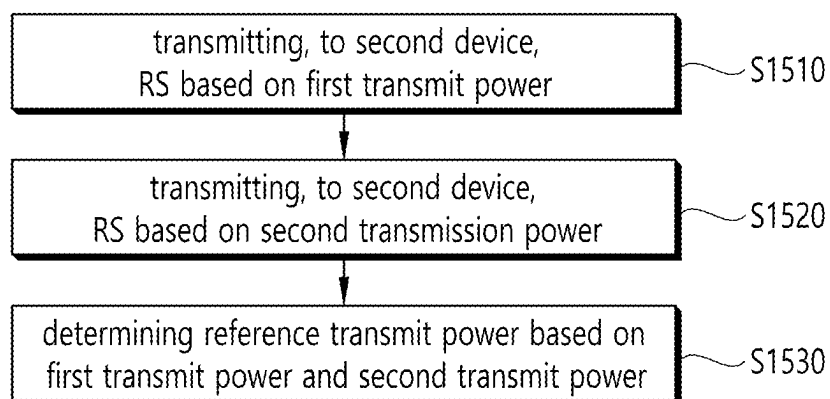 transmitting, to second device,
RS based on first transmit power
S1510
transmitting, to second device,
RS based on second transmission power
S1520
determining reference transmit power based on
first transmit power and second transmit power
S1530